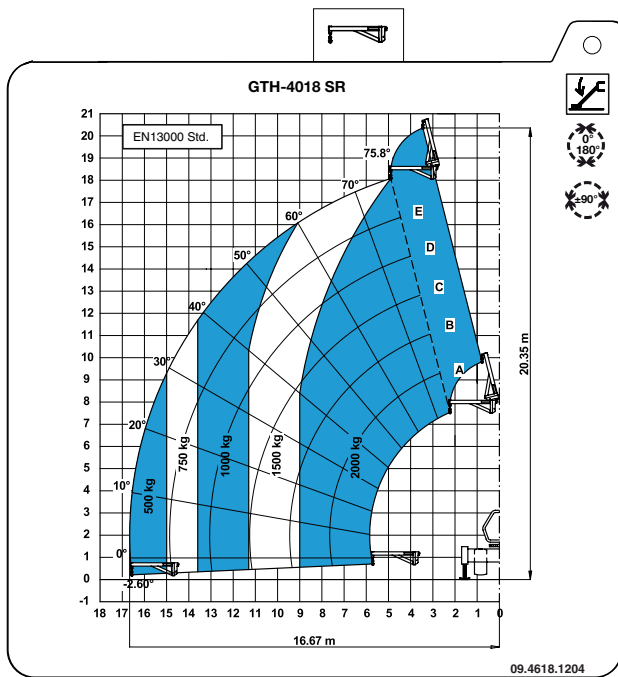 GTH-4018 SR
EN13000 Std.
0°
180°
±90°
21
20
19
18
17
16
15
14
13
12
11
10
9
8
7
6
5
4
3
2
1
0
-1
75.8°
70°
60°
50°
40°
30°
20°
10°
0°
-2.60°
E
D
C
B
A
500 kg
750 kg
1000 kg
1500 kg
2000 kg
20.35 m
18 17 16 15 14 13 12 11 10 9 8 7 6 5 4 3 2 1 0
16.67 m
09.4618.1204